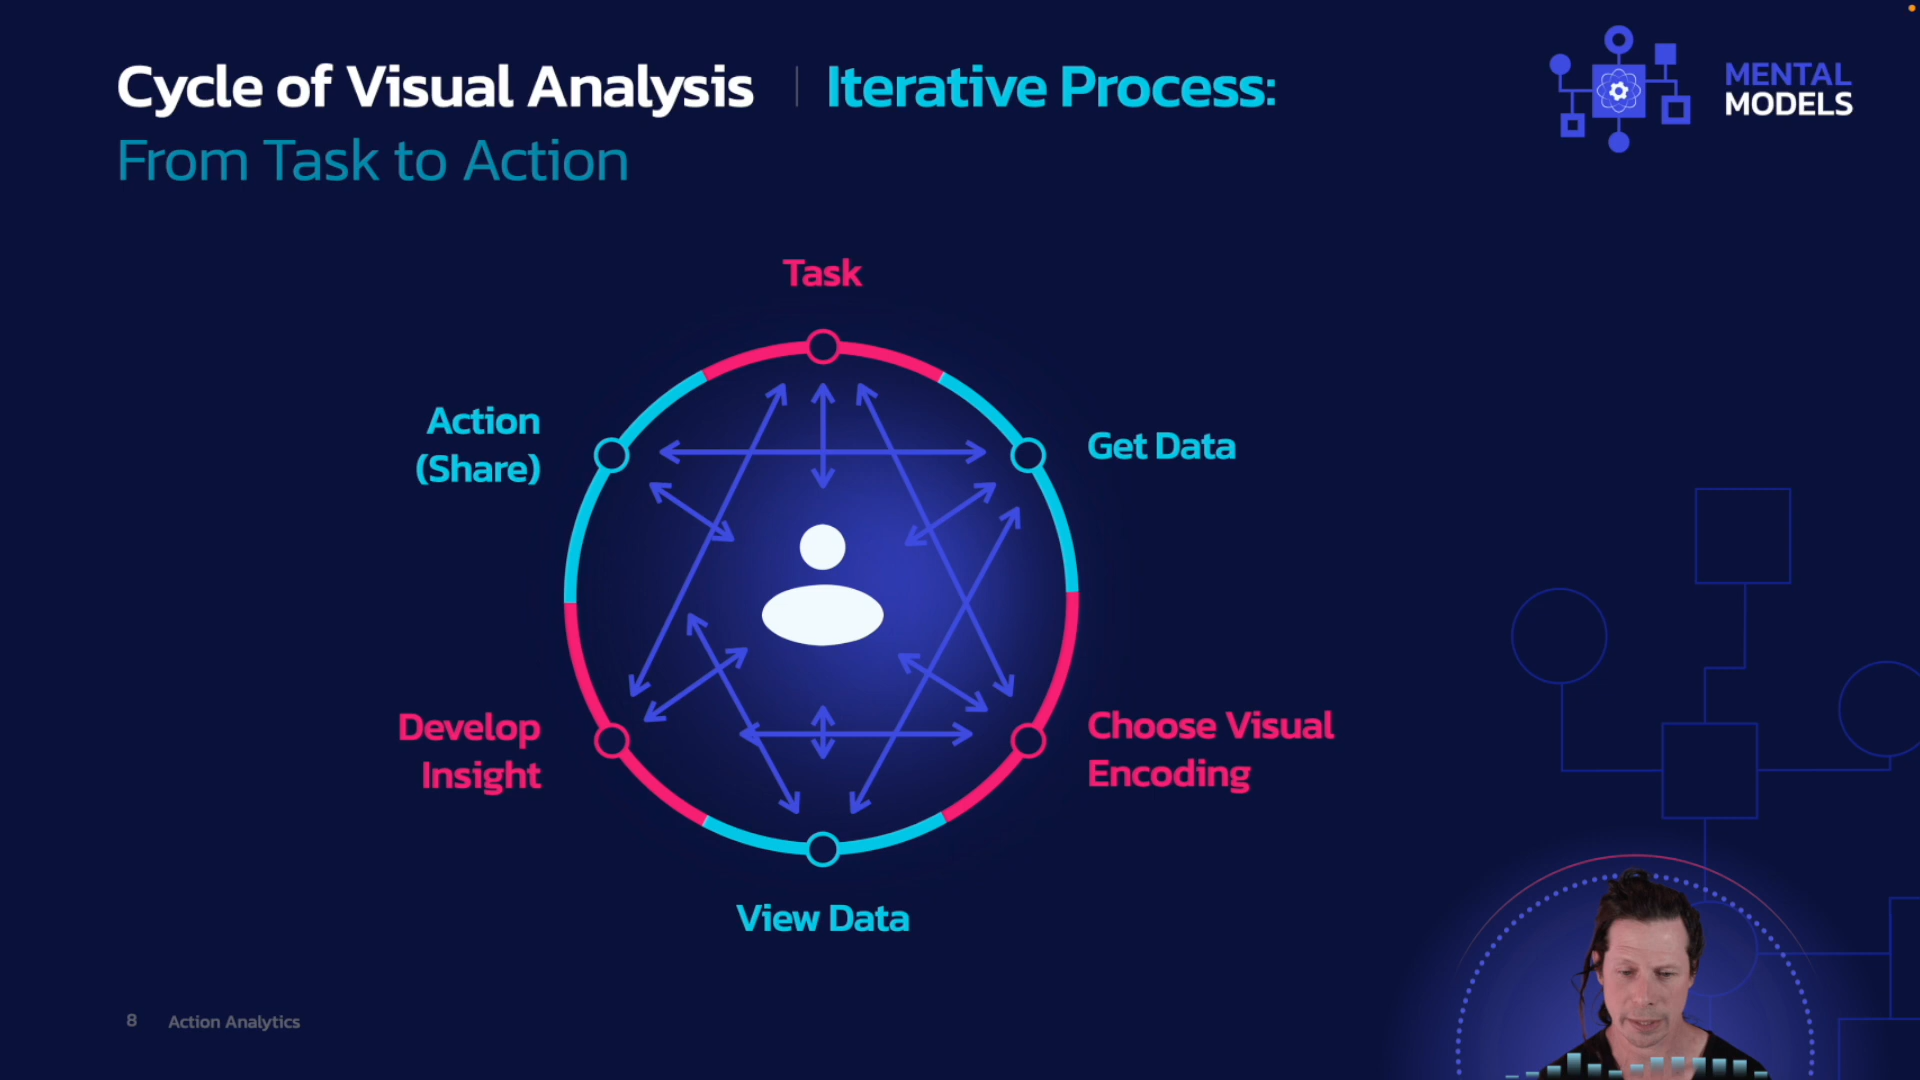 Cycle of Visual Analysis | Iterative Process:
From Task to Action
MENTAL
MODELS
Task
Action
(Share)
Get Data
Develop
Insight
Choose Visual
Encoding
View Data
8 Action Analytics